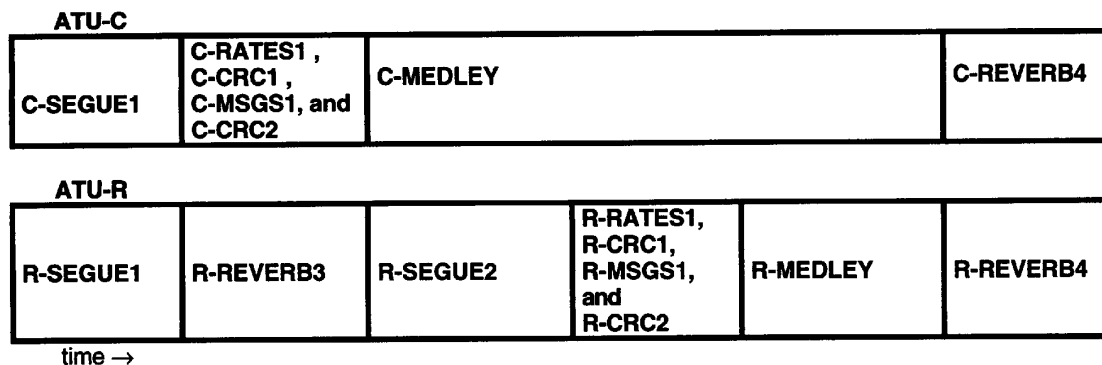 ATU-C
C-SEGUE1
C-RATES1 ,
C-CRC1 ,
C-MSGS1, and
C-CRC2
C-MEDLEY
C-REVERB4
ATU-R
R-SEGUE1
R-REVERB3
R-SEGUE2
R-RATES1,
R-CRC1,
R-MSGS1,
and
R-CRC2
R-MEDLEY
R-REVERB4
time →